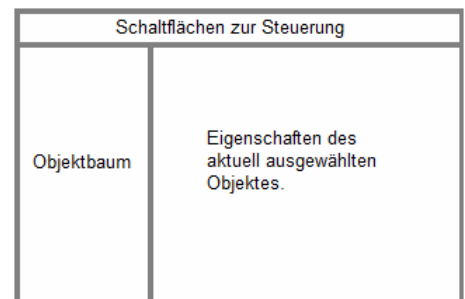 Schaltflächen zur Steuerung
Objektbaum
Eigenschaften des
aktuell ausgewählten
Objektes.